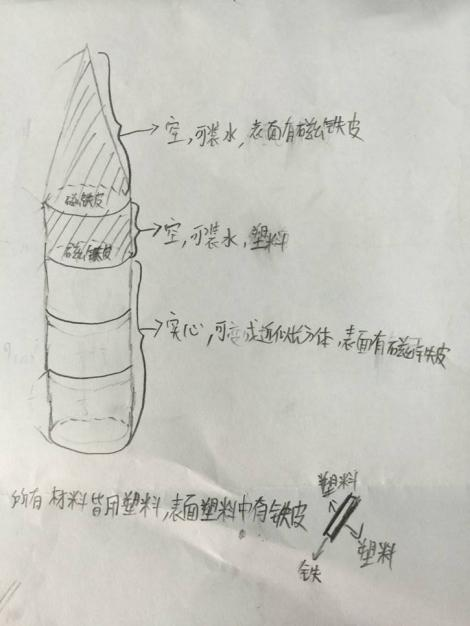 空,可装水,表面有磁铁皮
磁铁皮
空,可装水,塑料
磁铁皮
实心,可变成近似长方体,表面有磁铁皮
所有材料皆用塑料,表面塑料中有铁皮
塑料
塑料
铁